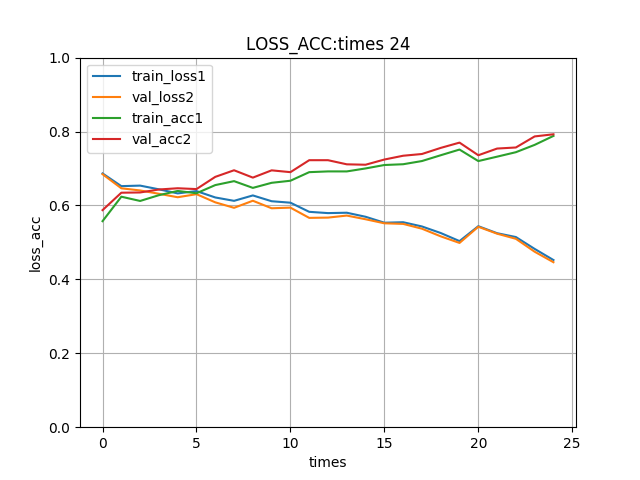 LOSS_ACC:times 24
1.0
0.8
0.6
0.4
0.2
0.0
loss_acc
train_loss1
val_loss2
train_acc1
val_acc2
0 5 10 15 20 25
times